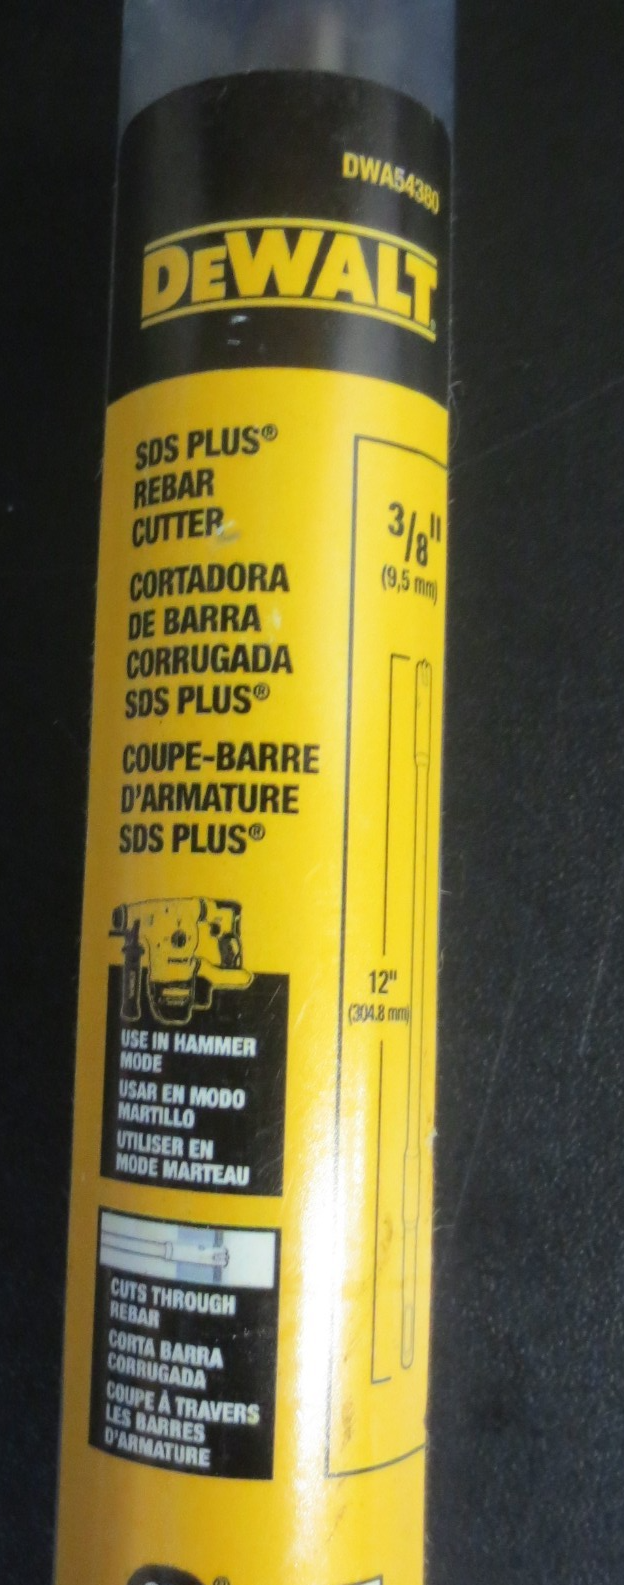 DWA54380
DEWALT
SDS PLUS®
REBAR
CUTTER
CORTADORA
DE BARRA
CORRUGADA
SDS PLUS®
COUPE-BARRE
D'ARMATURE
SDS PLUS®
3/8"
(9,5 mm)
12"
(304.8 mm)
USE IN HAMMER
MODE
USAR EN MODO
MARTILLO
UTILISER EN
MODE MARTEAU
CUTS THROUGH
REBAR
CORTA BARRA
CORRUGADA
COUPE À TRAVERS
LES BARRES
D'ARMATURE